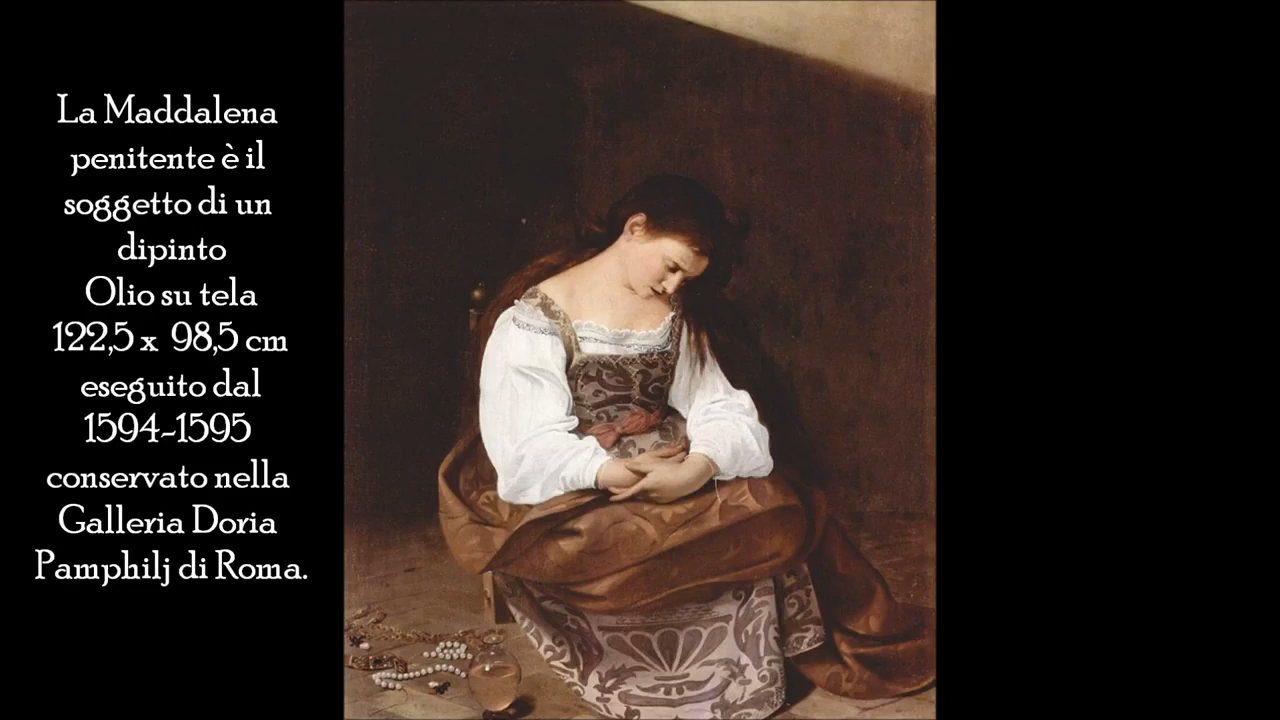 La Maddalena
penitente è il
soggetto di un
dipinto
Olio su tela
122,5 x 98,5 cm
eseguito dal
1594-1595
conservato nella
Galleria Doria
Pamphilj di Roma.